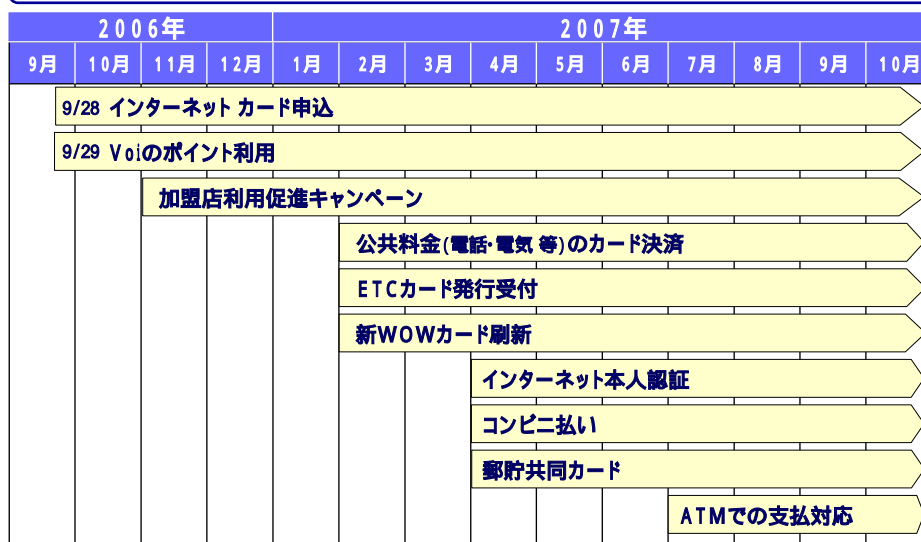 2006年 2007年
9月 10月 11月 12月 1月 2月 3月 4月 5月 6月 7月 8月 9月 10月
9/28 インターネット カード申込
9/29 Voiのポイント利用
加盟店利用促進キャンペーン
公共料金(電話・電気 等)のカード決済
ETCカード発行受付
新WOWカード刷新
インターネット本人認証
コンビニ払い
郵貯共同カード
ATMでの支払対応